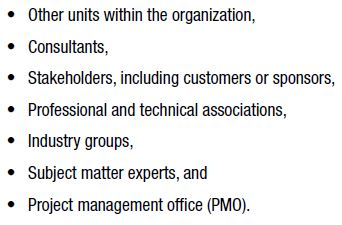 • Other units within the organization,
• Consultants,
• Stakeholders, including customers or sponsors,
• Professional and technical associations,
• Industry groups,
• Subject matter experts, and
• Project management office (PMO).